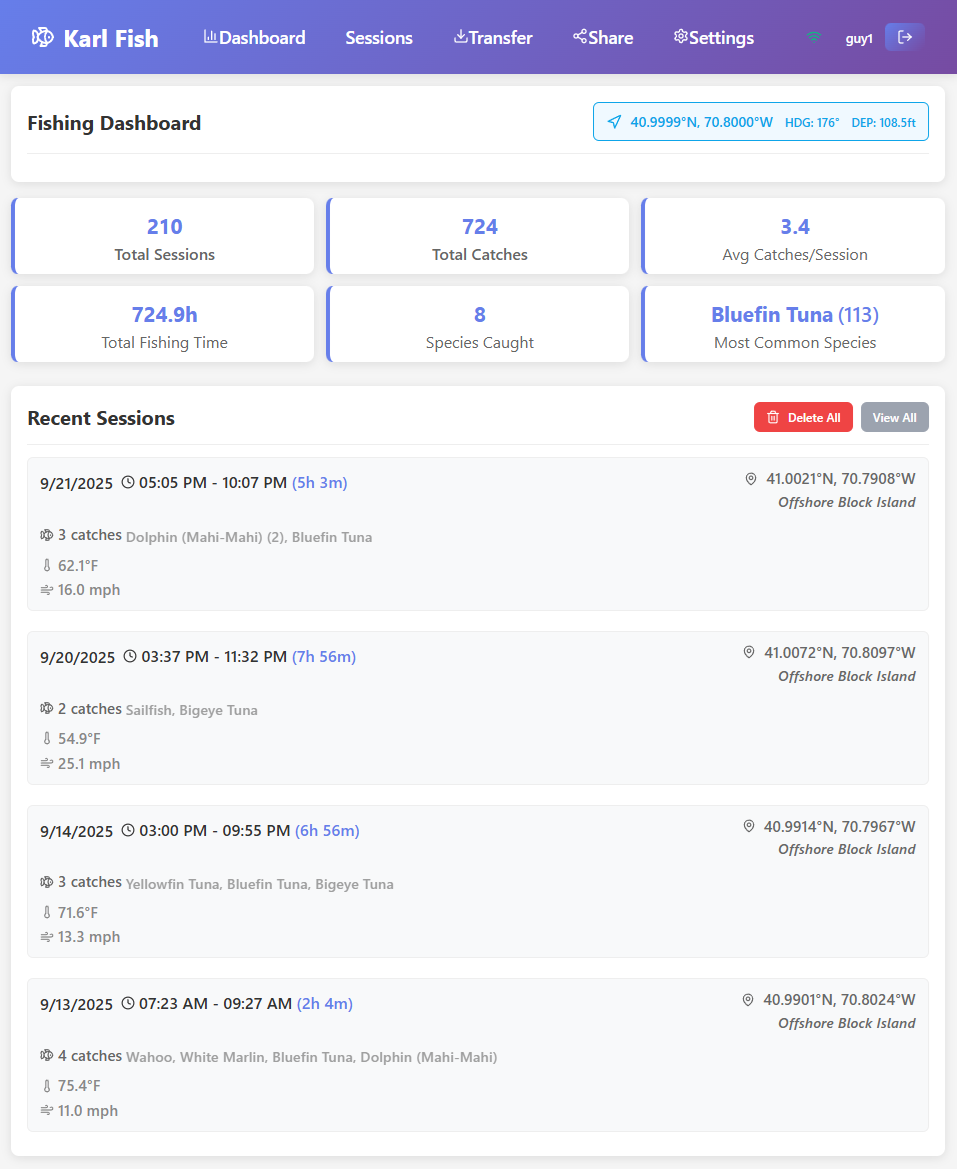 Karl Fish Dashboard Sessions Transfer Share Settings guy1
Fishing Dashboard
40.9999°N, 70.8000°W HDG: 176° DEP: 108.5ft
210
Total Sessions
724
Total Catches
3.4
Avg Catches/Session
724.9h
Total Fishing Time
8
Species Caught
Bluefin Tuna (113)
Most Common Species
Recent Sessions
Delete All View All
9/21/2025 05:05 PM - 10:07 PM (5h 3m)
41.0021°N, 70.7908°W
Offshore Block Island
3 catches Dolphin (Mahi-Mahi) (2), Bluefin Tuna
62.1°F
16.0 mph
9/20/2025 03:37 PM - 11:32 PM (7h 56m)
41.0072°N, 70.8097°W
Offshore Block Island
2 catches Sailfish, Bigeye Tuna
54.9°F
25.1 mph
9/14/2025 03:00 PM - 09:55 PM (6h 56m)
40.9914°N, 70.7967°W
Offshore Block Island
3 catches Yellowfin Tuna, Bluefin Tuna, Bigeye Tuna
71.6°F
13.3 mph
9/13/2025 07:23 AM - 09:27 AM (2h 4m)
40.9901°N, 70.8024°W
Offshore Block Island
4 catches Wahoo, White Marlin, Bluefin Tuna, Dolphin (Mahi-Mahi)
75.4°F
11.0 mph